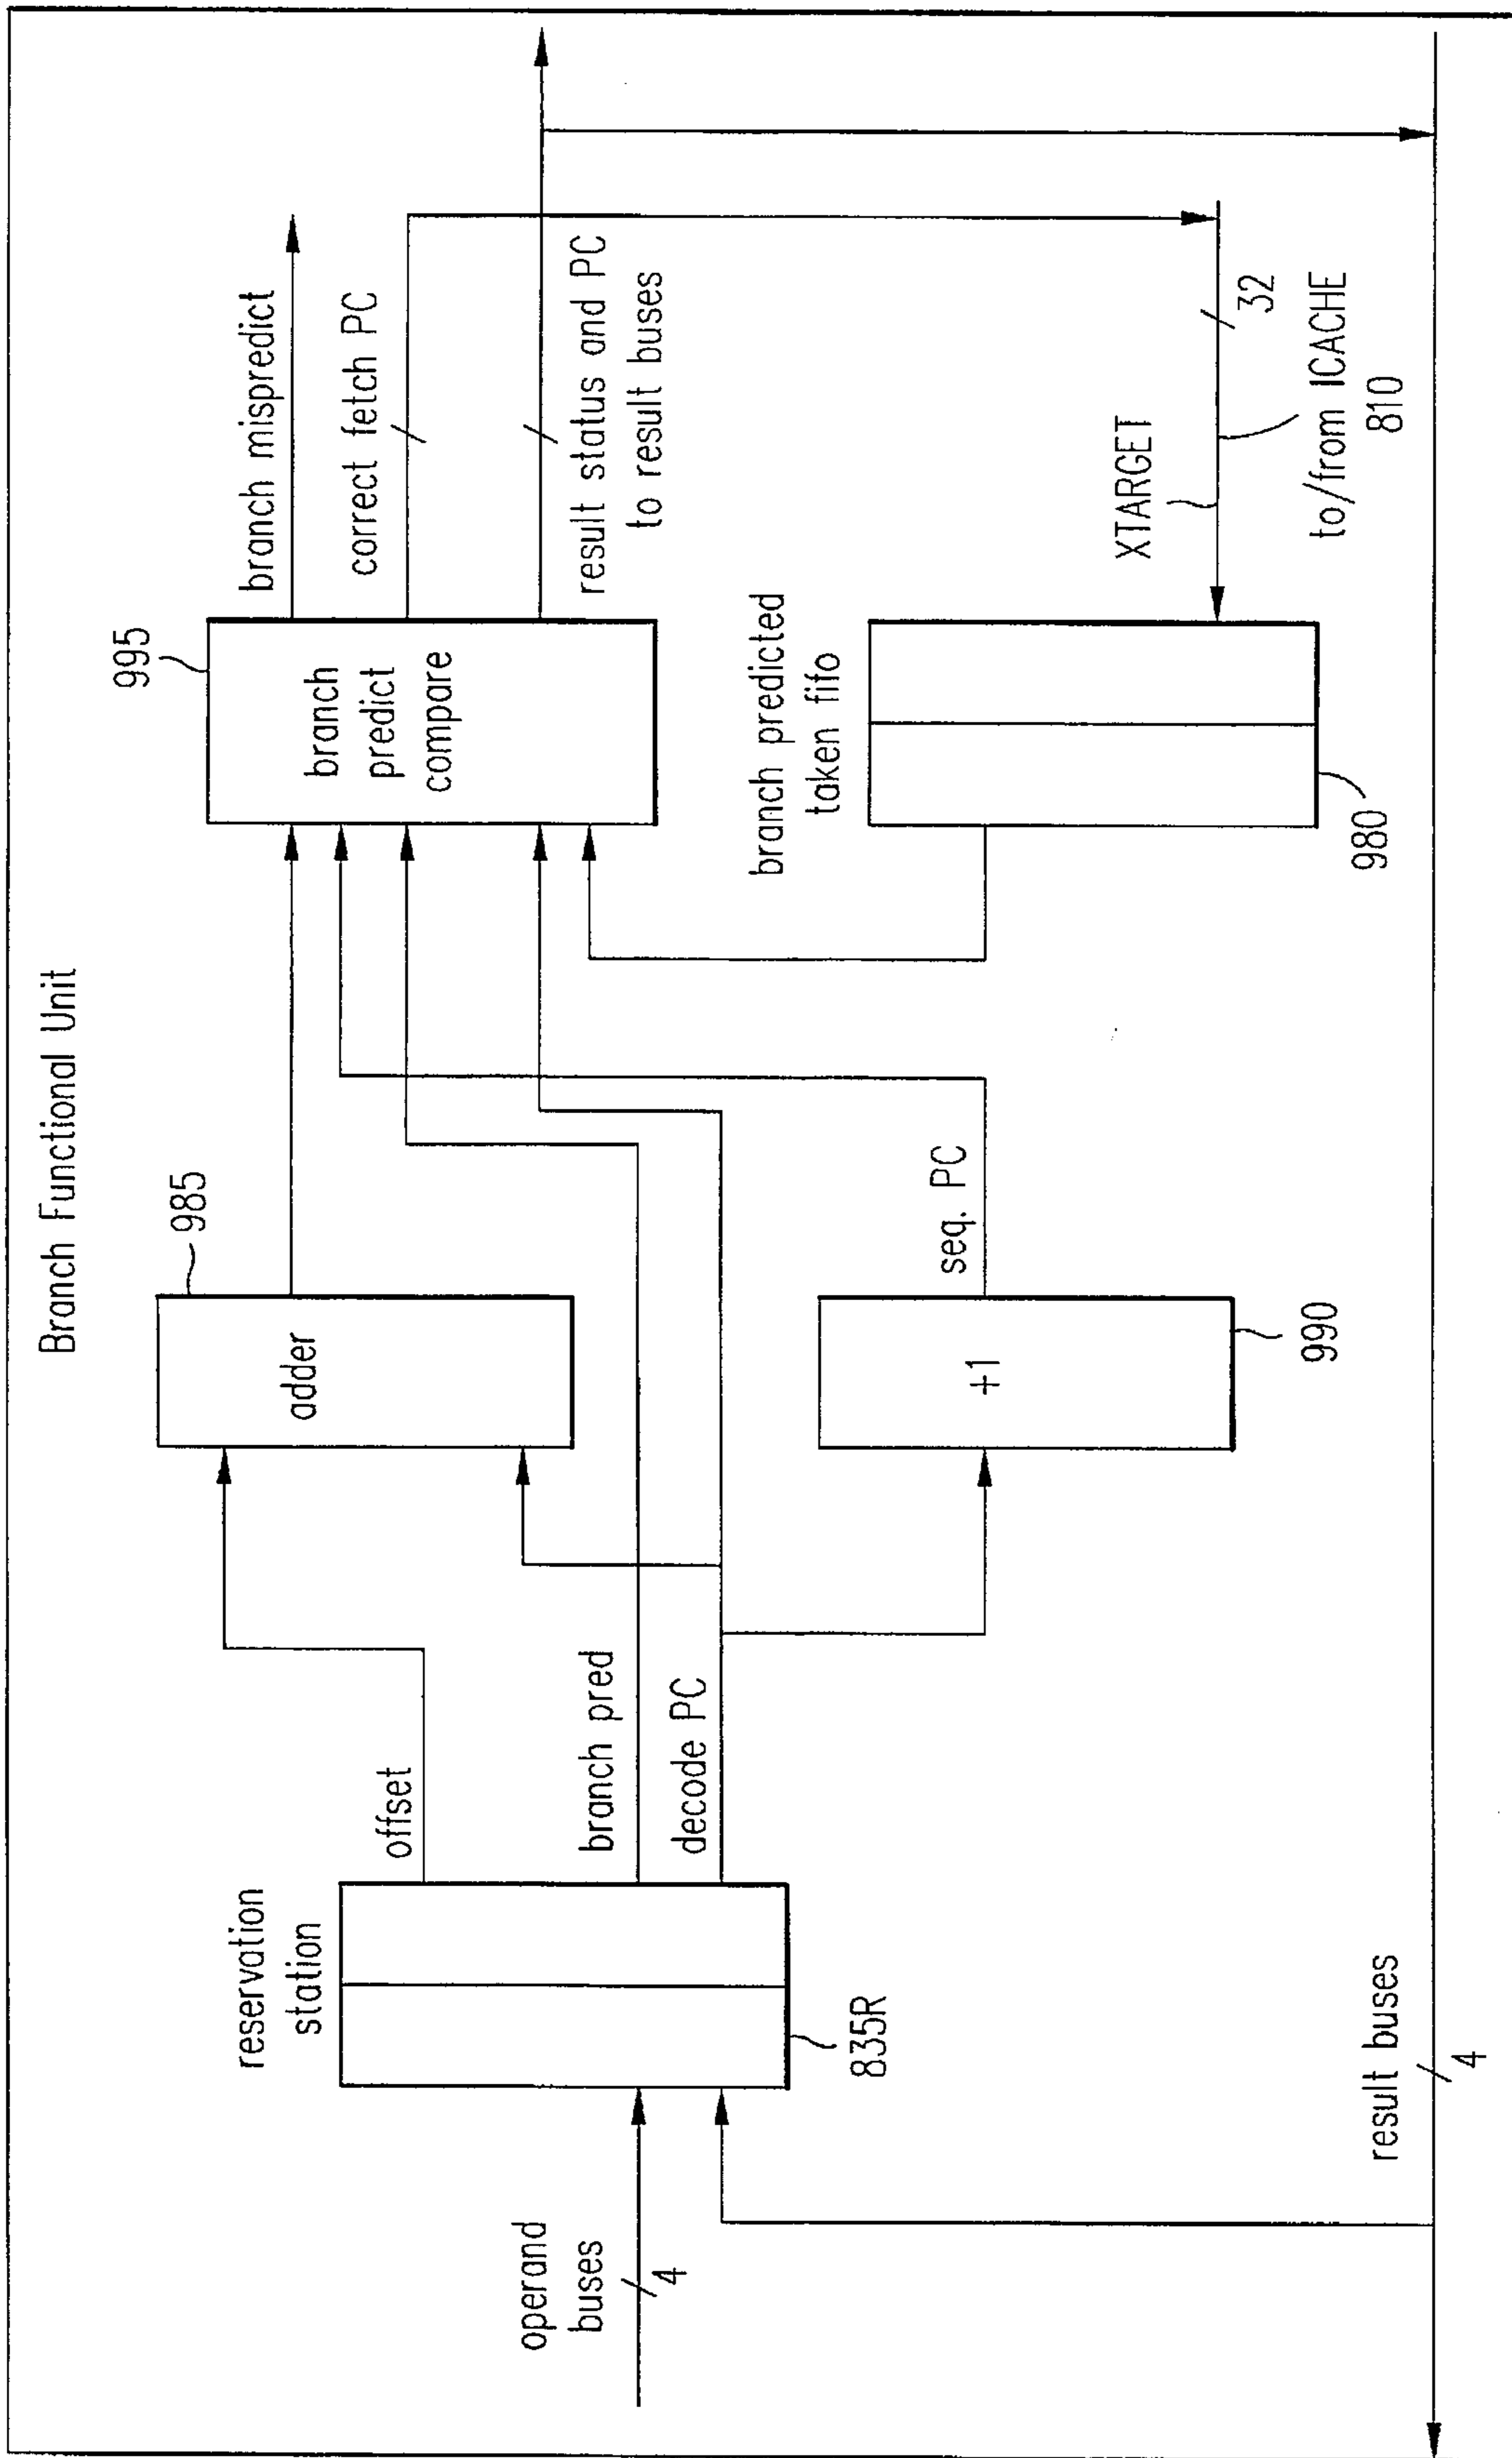 Branch Functional Unit
995
branch
predict
compare
branch mispredict
correct fetch PC
result status and PC
to result buses
985
adder
reservation
station
offset
branch pred
decode PC
835R
operand
buses
4
+1
990
seq. PC
branch predicted
taken fifo
980
XTARGET
32
to/from ICACHE
810
result buses
4